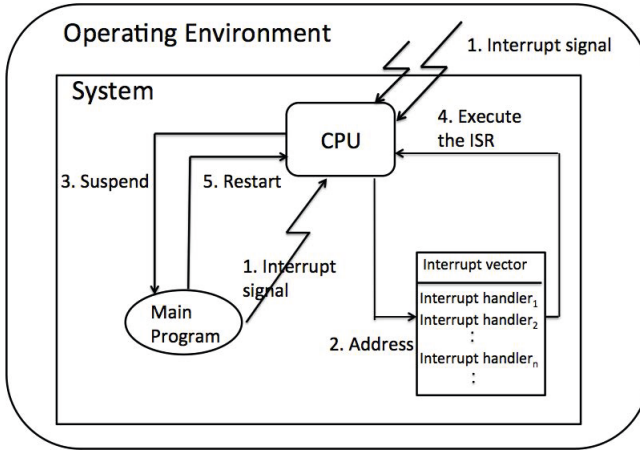 Operating Environment
1. Interrupt signal
System
CPU
4. Execute
the ISR
3. Suspend
5. Restart
1. Interrupt
signal
Main
Program
2. Address
Interrupt vector
Interrupt handler₁
Interrupt handler₂
:
Interrupt handlerₙ
: